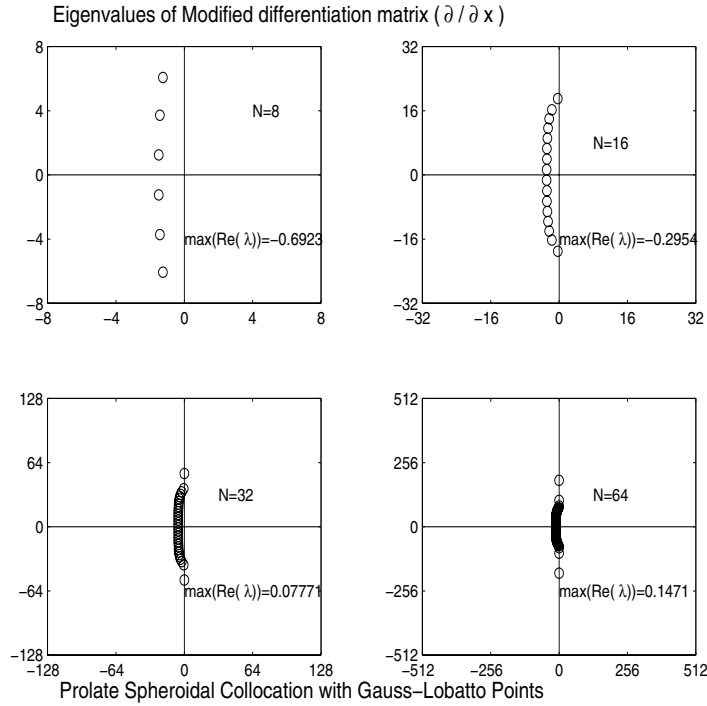 Eigenvalues of Modified differentiation matrix ( ∂ / ∂ x )
8
4
0
−4
−8
−8 −4 0 4 8
N=8
max(Re( λ))=−0.6923
32
16
0
−16
−32
−32 −16 0 16 32
N=16
max(Re( λ))=−0.2954
128
64
0
−64
−128
−128 −64 0 64 128
N=32
max(Re( λ))=0.07771
512
256
0
−256
−512
−512 −256 0 256 512
N=64
max(Re( λ))=0.1471
Prolate Spheroidal Collocation with Gauss−Lobatto Points